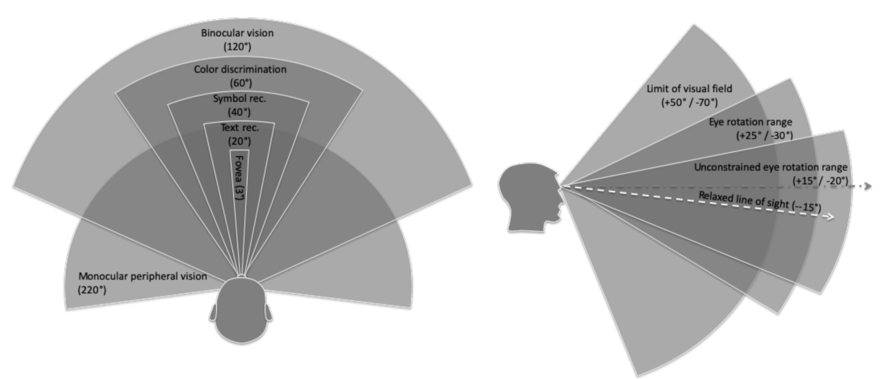 Binocular vision
(120°)
Color discrimination
(60°)
Symbol rec.
(40°)
Text rec.
(20°)
Fovea (3°)
Monocular peripheral vision
(220°)
Limit of visual field
(+50° / -70°)
Eye rotation range
(+25° / -30°)
Unconstrained eye rotation range
(+15° / -20°)
Relaxed line of sight (--15°)